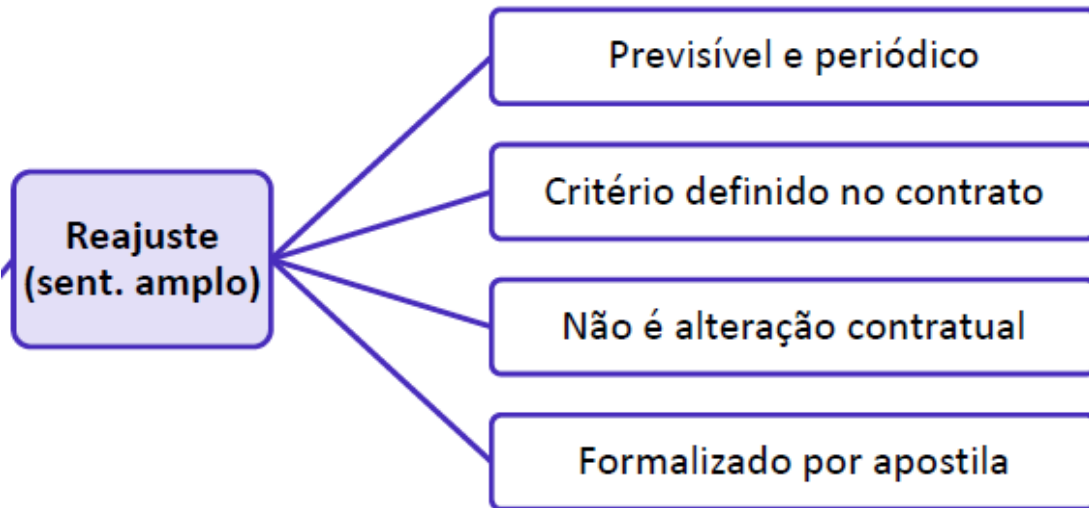 Previsível e periódico
Critério definido no contrato
Reajuste
(sent. amplo)
Não é alteração contratual
Formalizado por apostila